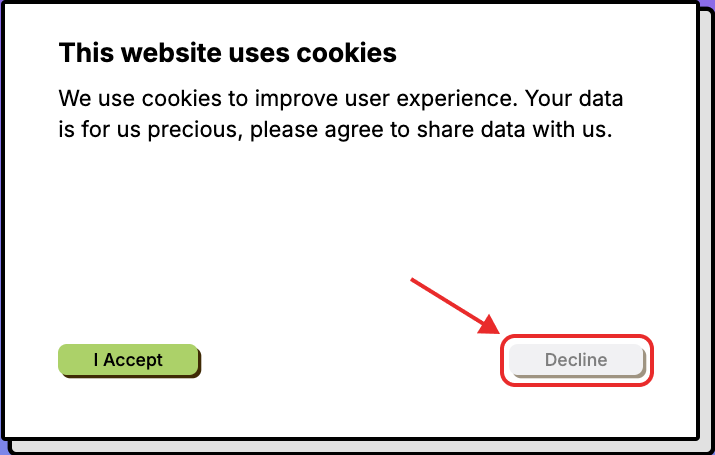 This website uses cookies
We use cookies to improve user experience. Your data
is for us precious, please agree to share data with us.
I Accept
Decline